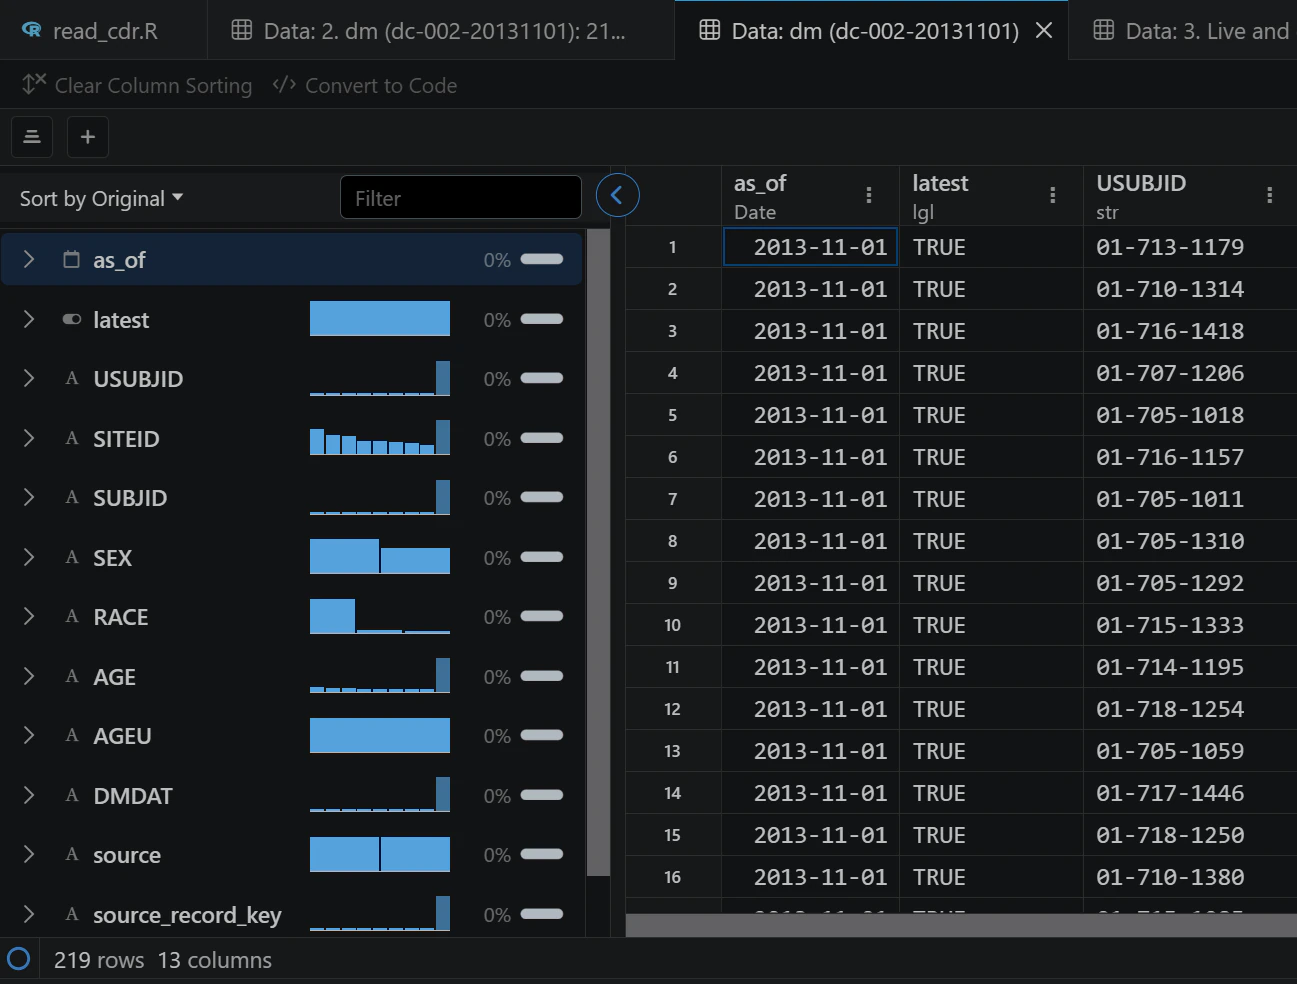 read_cdr.R
Data: 2. dm (dc-002-20131101): 21...
Data: dm (dc-002-20131101)
Data: 3. Live and
Clear Column Sorting
Convert to Code
Sort by Original
Filter
as_of 0%
latest 0%
A USUBJID 0%
A SITEID 0%
A SUBJID 0%
A SEX 0%
A RACE 0%
A AGE 0%
A AGEU 0%
A DMDAT 0%
A source 0%
A source_record_key 0%
as_of latest USUBJID
Date lgl str
1 2013-11-01 TRUE 01-713-1179
2 2013-11-01 TRUE 01-710-1314
3 2013-11-01 TRUE 01-716-1418
4 2013-11-01 TRUE 01-707-1206
5 2013-11-01 TRUE 01-705-1018
6 2013-11-01 TRUE 01-716-1157
7 2013-11-01 TRUE 01-705-1011
8 2013-11-01 TRUE 01-705-1310
9 2013-11-01 TRUE 01-705-1292
10 2013-11-01 TRUE 01-715-1333
11 2013-11-01 TRUE 01-714-1195
12 2013-11-01 TRUE 01-718-1254
13 2013-11-01 TRUE 01-705-1059
14 2013-11-01 TRUE 01-717-1446
15 2013-11-01 TRUE 01-718-1250
16 2013-11-01 TRUE 01-710-1380
219 rows 13 columns